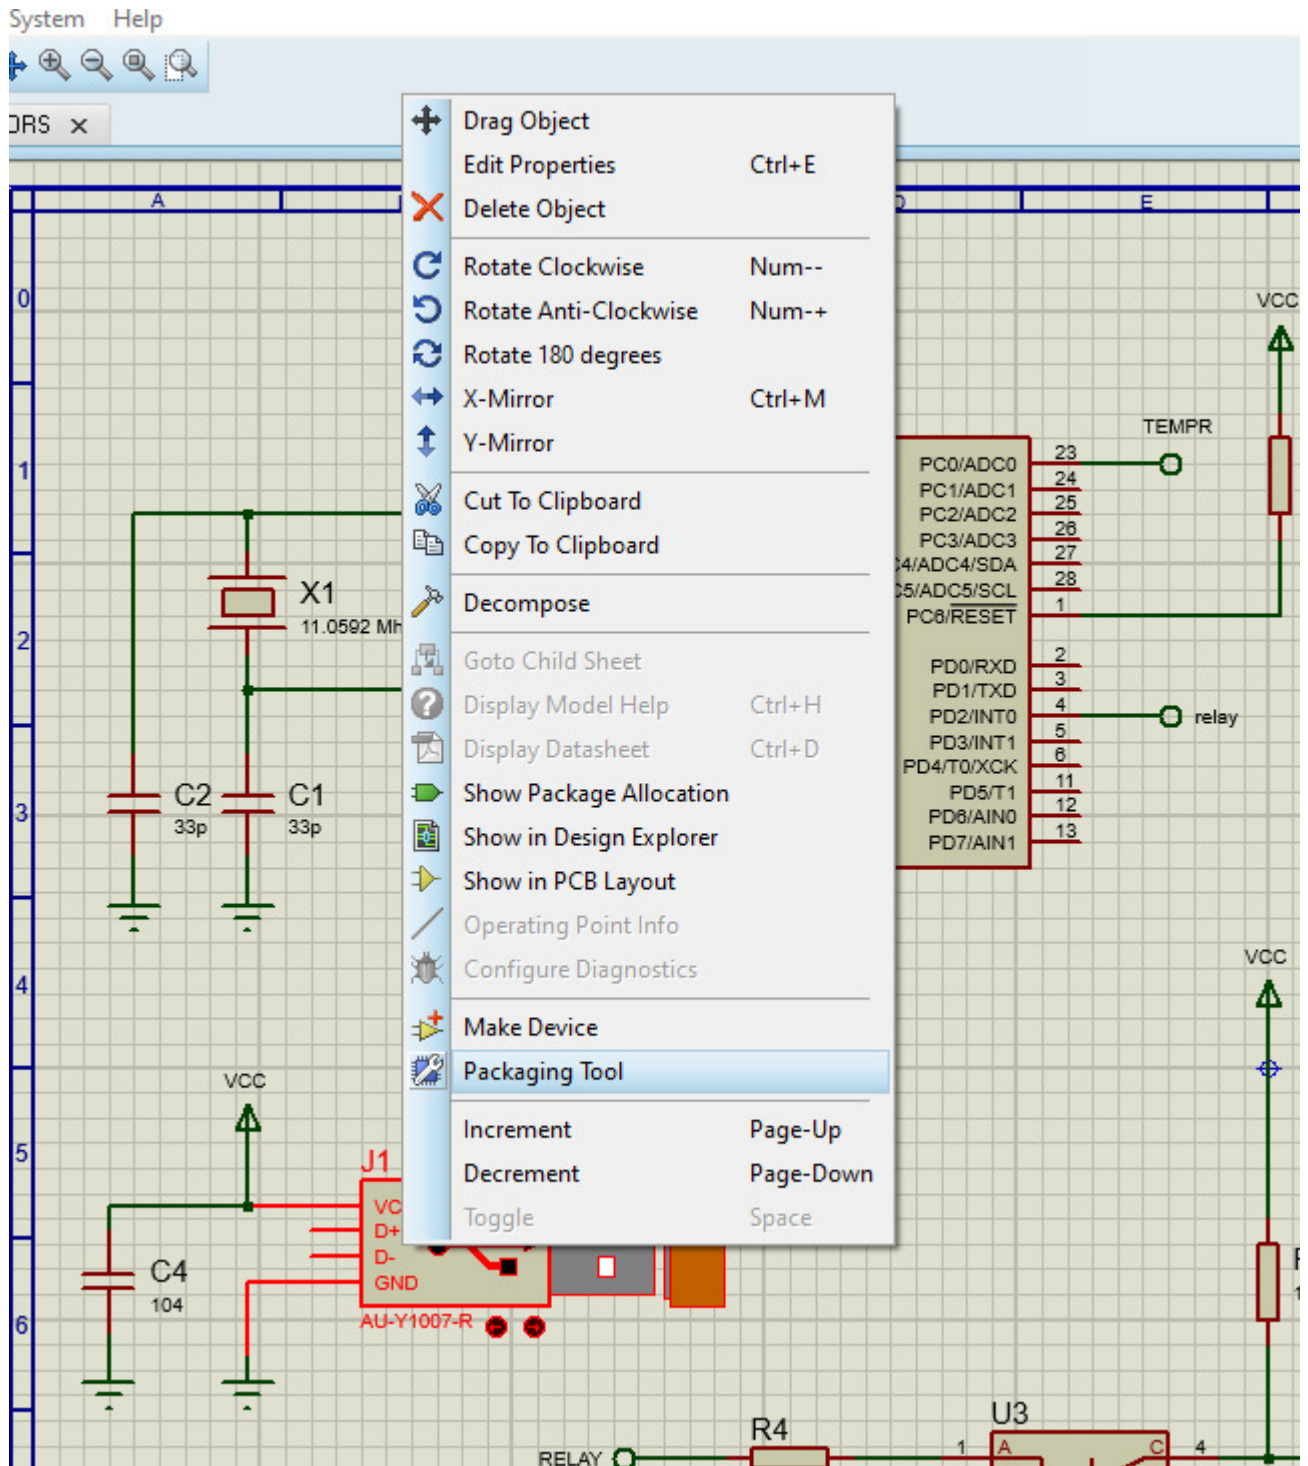 System Help
ORS
A
E
0
1
2
3
4
5
6
Drag Object
Edit Properties Ctrl+E
Delete Object
Rotate Clockwise Num--
Rotate Anti-Clockwise Num-+
Rotate 180 degrees
X-Mirror Ctrl+M
Y-Mirror
Cut To Clipboard
Copy To Clipboard
Decompose
Goto Child Sheet
Display Model Help Ctrl+H
Display Datasheet Ctrl+D
Show Package Allocation
Show in Design Explorer
Show in PCB Layout
Operating Point Info
Configure Diagnostics
Make Device
Packaging Tool
Increment Page-Up
Decrement Page-Down
Toggle Space
X1
11.0592 Mh
C2
33p
C1
33p
VCC
TEMPR
PC0/ADC0 23
PC1/ADC1 24
PC2/ADC2 25
PC3/ADC3 26
C4/ADC4/SDA 27
C5/ADC5/SCL 28
PC6/RESET 1
PD0/RXD 2
PD1/TXD 3
PD2/INT0 4
relay
PD3/INT1 5
PD4/T0/XCK 6
PD5/T1 11
PD6/AIN0 12
PD7/AIN1 13
VCC
VCC
J1
VC
D+
D-
GND
AU-Y1007-R
C4
104
R4
RELAY
U3
1 A C 4